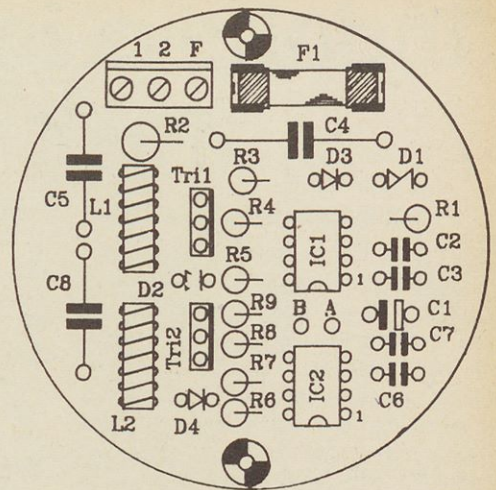 1 2 F
F1
R2
C4
R3
D3
D1
Tri1
C5
L1
R4
R1
IC1
C2
R5
C3
1
C8
D2
R9
B A
C1
Tri2
R8
C7
R7
IC2
R6
C6
L2
D4
1